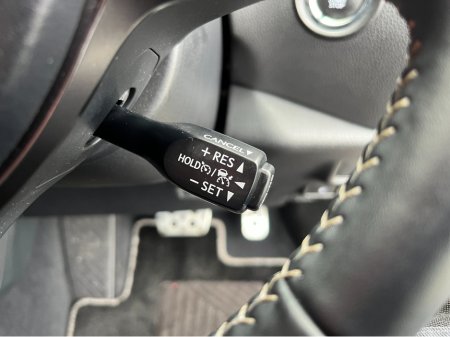 CANCEL▼
+ RES▲
HOLD /
− SET▼